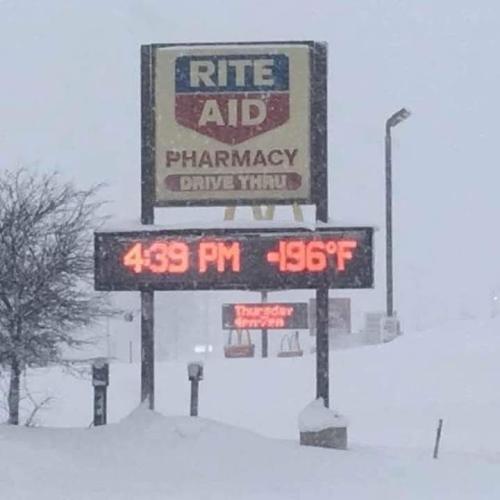 RITE
AID
PHARMACY
DRIVE THRU
4:39 PM -196°F
Thursday